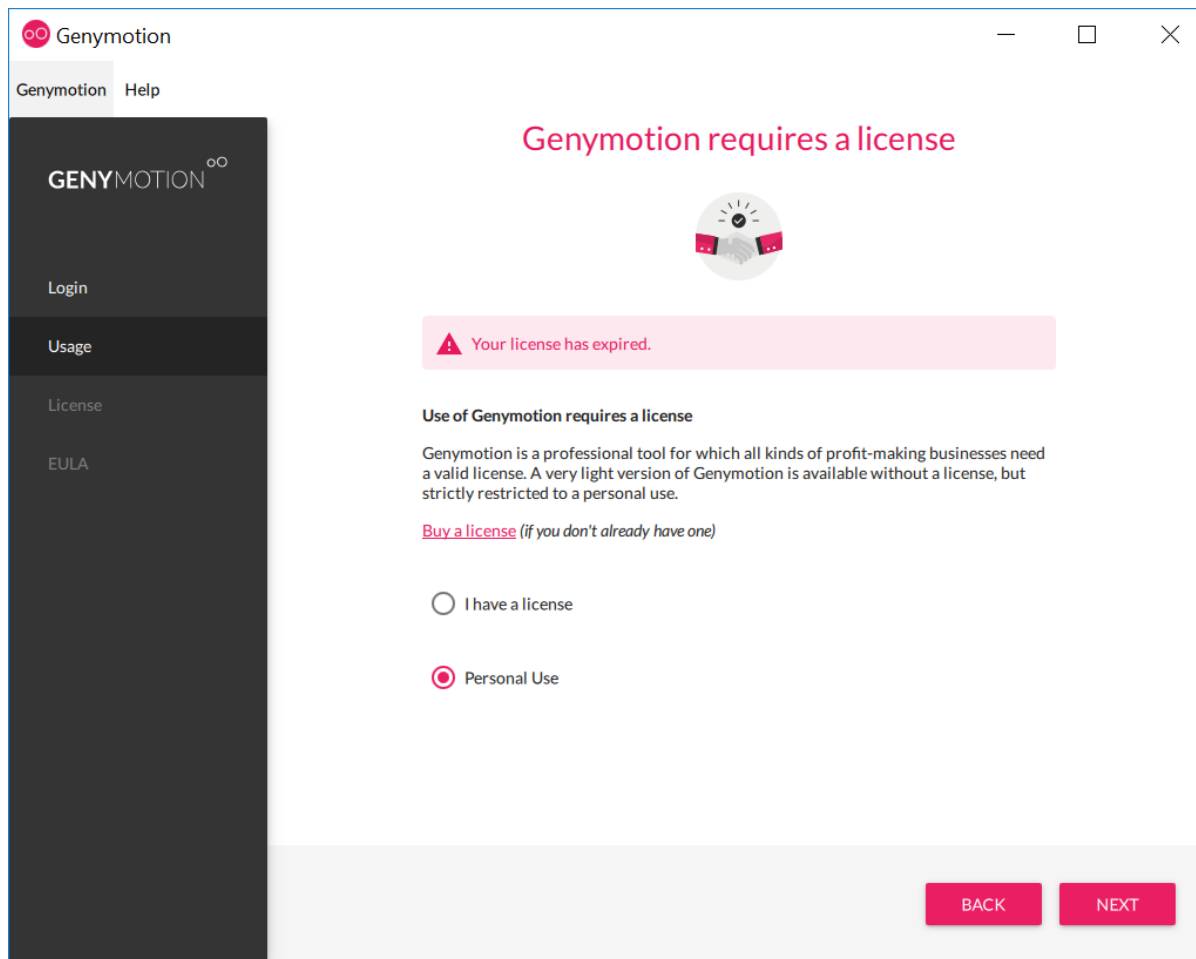 Genymotion
Genymotion Help
GENYMOTION
Login
Usage
License
EULA
Genymotion requires a license
Your license has expired.
Use of Genymotion requires a license
Genymotion is a professional tool for which all kinds of profit-making businesses need
a valid license. A very light version of Genymotion is available without a license, but
strictly restricted to a personal use.
Buy a license (if you don't already have one)
I have a license
Personal Use
BACK NEXT